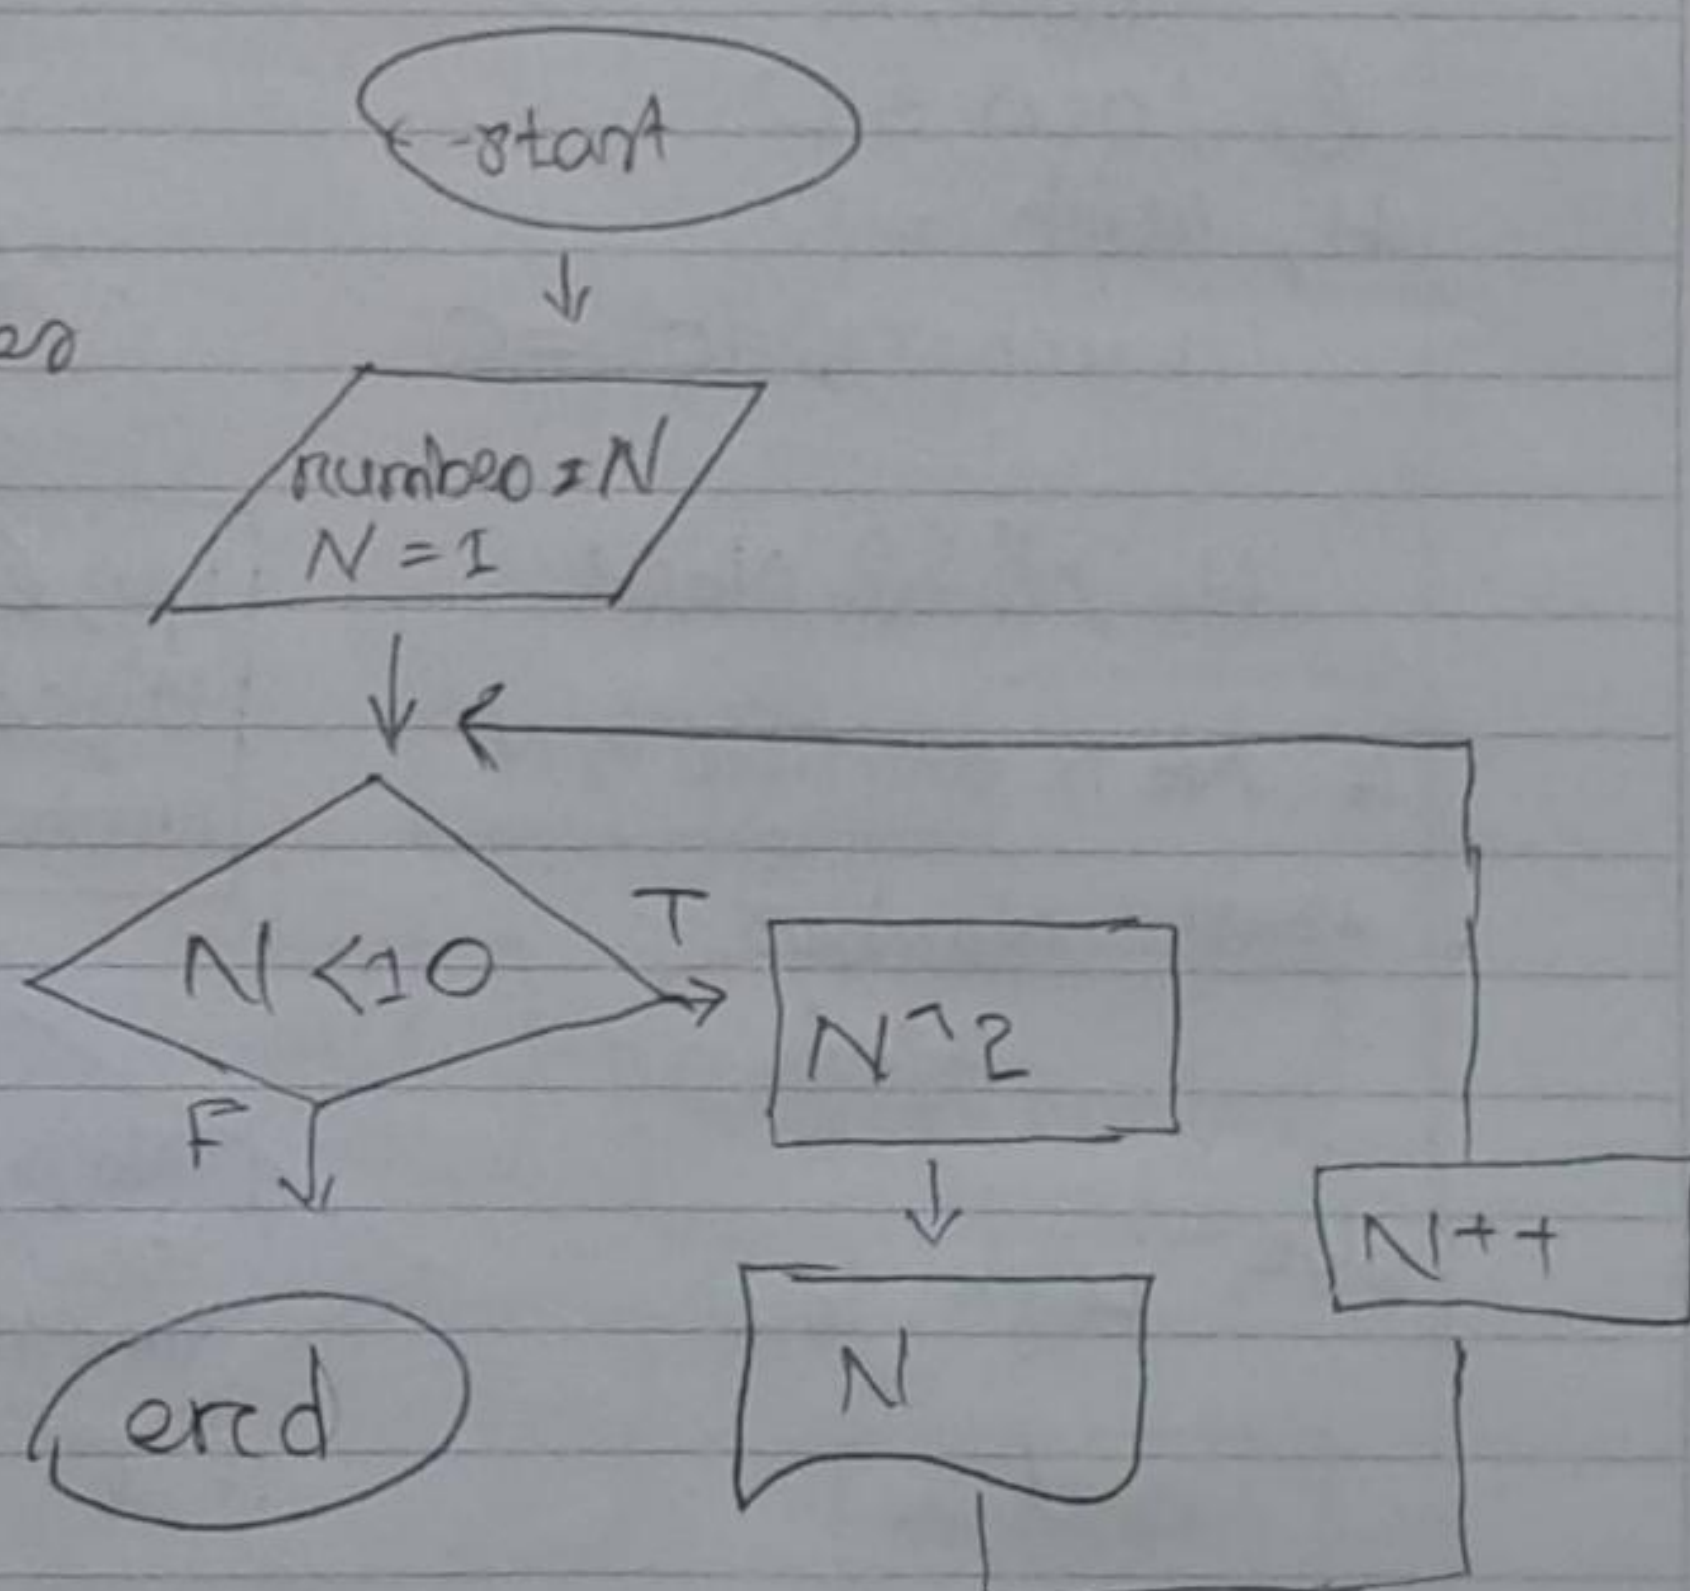 start
number = N
N = 1
N < 10
T
N^2
F
N++
N
end